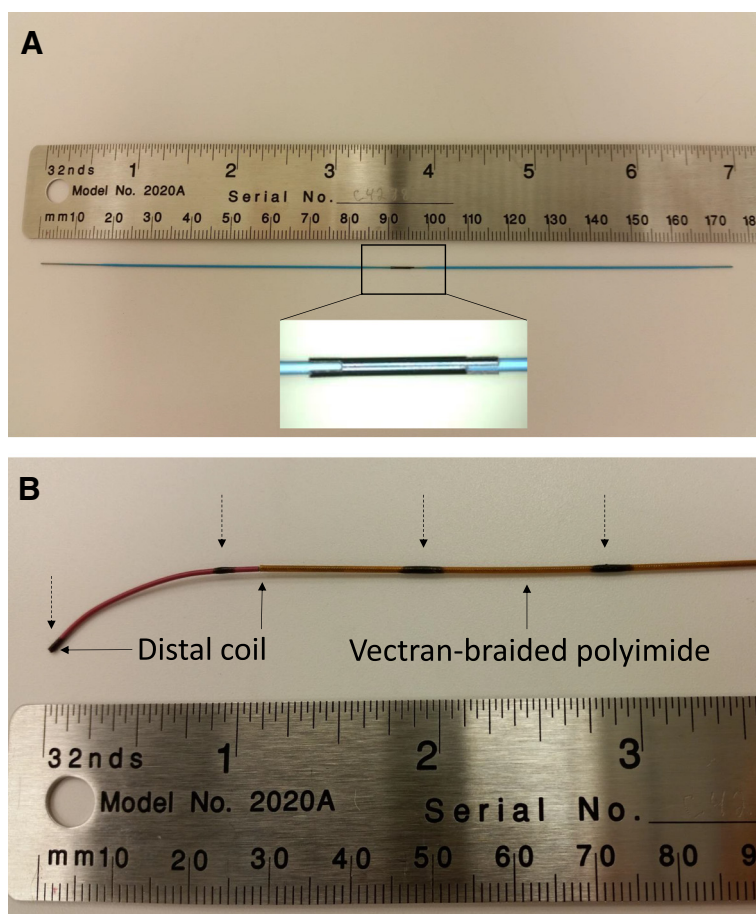 A
32nds 1 2 3 4 5 6 7
Model No. 2020A
Serial No.
mm10 20 30 40 50 60 70 80 90 100 110 120 130 140 150 160 170 18
B
Distal coil
Vectran-braided polyimide
32nds 1 2 3
Model No. 2020A
Serial No.
mm10 20 30 40 50 60 70 80 9